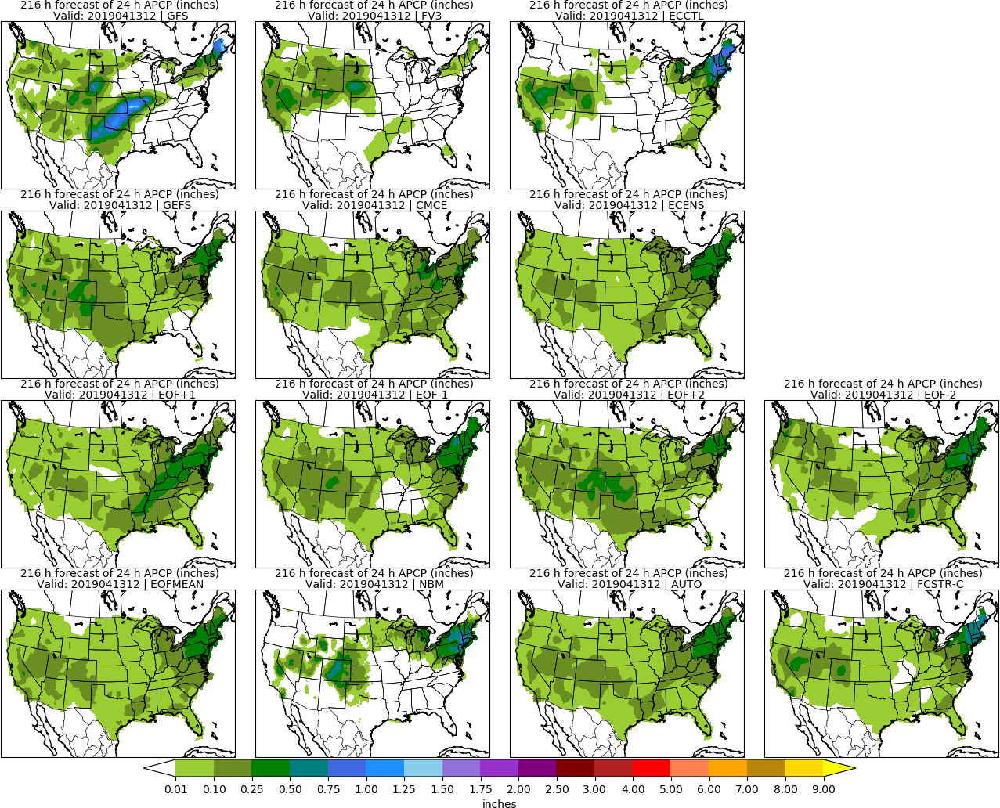 216 h forecast of 24 h APCP (inches)
Valid: 2019041312 | GFS
216 h forecast of 24 h APCP (inches)
Valid: 2019041312 | FV3
216 h forecast of 24 h APCP (inches)
Valid: 2019041312 | ECCTL
216 h forecast of 24 h APCP (inches)
Valid: 2019041312 | GEFS
216 h forecast of 24 h APCP (inches)
Valid: 2019041312 | CMCE
216 h forecast of 24 h APCP (inches)
Valid: 2019041312 | ECENS
216 h forecast of 24 h APCP (inches)
Valid: 2019041312 | EOF+1
216 h forecast of 24 h APCP (inches)
Valid: 2019041312 | EOF-1
216 h forecast of 24 h APCP (inches)
Valid: 2019041312 | EOF+2
216 h forecast of 24 h APCP (inches)
Valid: 2019041312 | EOF-2
216 h forecast of 24 h APCP (inches)
Valid: 2019041312 | EOFMEAN
216 h forecast of 24 h APCP (inches)
Valid: 2019041312 | NBM
216 h forecast of 24 h APCP (inches)
Valid: 2019041312 | AUTO
216 h forecast of 24 h APCP (inches)
Valid: 2019041312 | FCSTR-C
0.01 0.10 0.25 0.50 0.75 1.00 1.25 1.50 1.75 2.00 2.50 3.00 4.00 5.00 6.00 7.00 8.00 9.00
inches